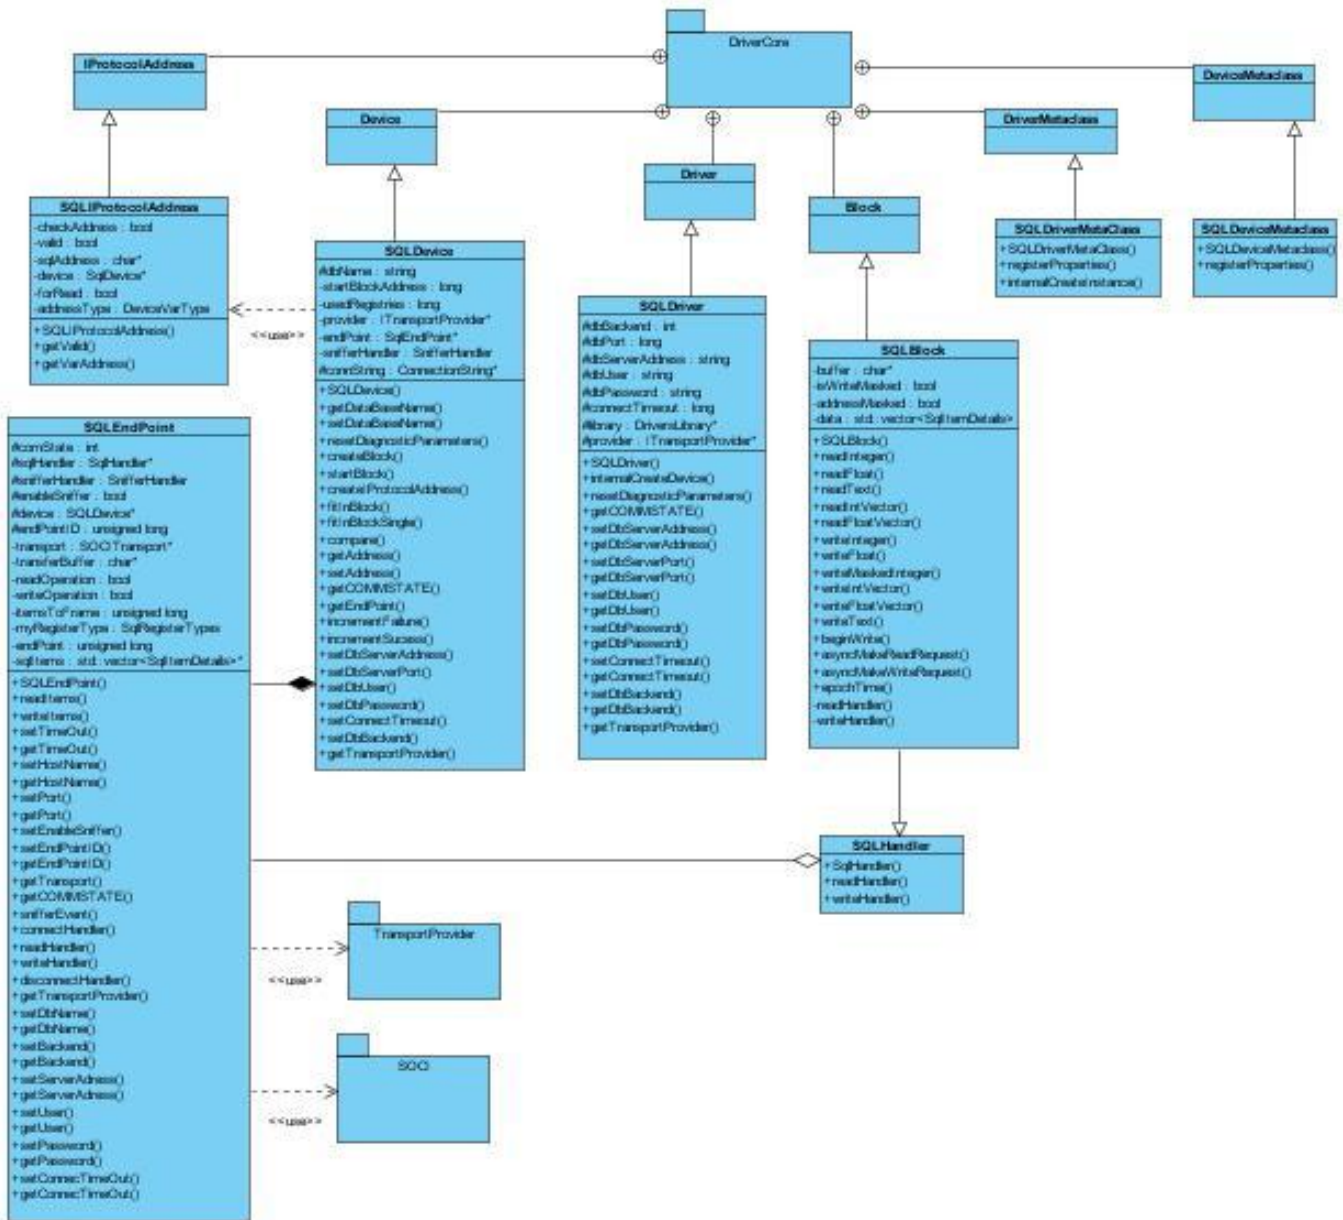 DriverCore
IProtocolAddress
Device
Driver
Block
DriverMetaclass
DeviceMetaclass
SQLIProtocolAddress
-checkAddress : bool
-valid : bool
-sqlAddress : char*
-device : SqlDevice*
-forRead : bool
-addressType : DeviceVarType
+SQLIProtocolAddress()
+getValid()
+getVarAddress()
<<use>>
SQLDevice
#dbName : string
-startBlockAddress : long
-usedRegistries : long
-provider : ITransportProvider*
-endPoint : SqlEndPoint*
-snifferHandler : SnifferHandler
#connString : ConnectionString*
+SQLDevice()
+getDataBaseName()
+setDataBaseName()
+resetDiagnosticParameters()
+createBlock()
+startBlock()
+createIProtocolAddress()
+fitInBlock()
+fitInBlockSingle()
+compare()
+getAddress()
+setAddress()
+getCOMMSTATE()
+getEndPoint()
+incrementFailure()
+incrementSucess()
+setDbServerAddress()
+setDbServerPort()
+setDbUser()
+setDbPassword()
+setConnectTimeout()
+setDbBackend()
+getTransportProvider()
SQLDriver
#dbBackend : int
#dbPort : long
#dbServerAddress : string
#dbUser : string
#dbPassword : string
#connectTimeout : long
#library : DriversLibrary*
#provider : ITransportProvider*
+SQLDriver()
+internalCreateDevice()
+resetDiagnosticParameters()
+getCOMMSTATE()
+setDbServerAddress()
+getDbServerAddress()
+setDbServerPort()
+getDbServerPort()
+setDbUser()
+getDbUser()
+setDbPassword()
+getDbPassword()
+setConnectTimeout()
+getConnectTimeout()
+setDbBackend()
+getDbBackend()
+getTransportProvider()
SQLBlock
-buffer : char*
-isWriteMasked : bool
-addressMasked : bool
-data : std::vector<SqlItemDetails>
+SQLBlock()
+readInteger()
+readFloat()
+readText()
+readIntVector()
+readFloatVector()
+writeInteger()
+writeFloat()
+writeMaskedInteger()
+writeIntVector()
+writeFloatVector()
+writeText()
+beginWrite()
+asyncMakeReadRequest()
+asyncMakeWriteRequest()
+epochTime()
-readHandler()
-writeHandler()
SQLDriverMetaClass
+SQLDriverMetaClass()
+registerProperties()
+internalCreateInstance()
SQLDeviceMetaclass
+SQLDeviceMetaclass()
+registerProperties()
SQLEndPoint
#comState : int
#sqlHandler : SqlHandler*
#snifferHandler : SnifferHandler
#enableSniffer : bool
#device : SQLDevice*
#endPointID : unsigned long
-transport : SOCITransport*
-transferBuffer : char*
-readOperation : bool
-writeOperation : bool
-itemsToFrame : unsigned long
-myRegisterType : SqlRegisterTypes
-endPoint : unsigned long
-sqlItems : std::vector<SqlItemDetails>*
+SQLEndPoint()
+readItems()
+writeItems()
+setTimeOut()
+getTimeOut()
+setHostName()
+getHostName()
+setPort()
+getPort()
+setEnableSniffer()
+setEndPointID()
+getEndPointID()
+getTransport()
+getCOMMSTATE()
+snifferEvent()
+connectHandler()
+readHandler()
+writeHandler()
+disconnectHandler()
+getTransportProvider()
+setDbName()
+getDbName()
+setBackend()
+getBackend()
+setServerAdress()
+getServerAdress()
+setUser()
+getUser()
+setPassword()
+getPassword()
+setConnecTimeOut()
+getConnecTimeOut()
SQLHandler
+SqlHandler()
+readHandler()
+writeHandler()
TransportProvider
<<use>>
SOCI
<<use>>